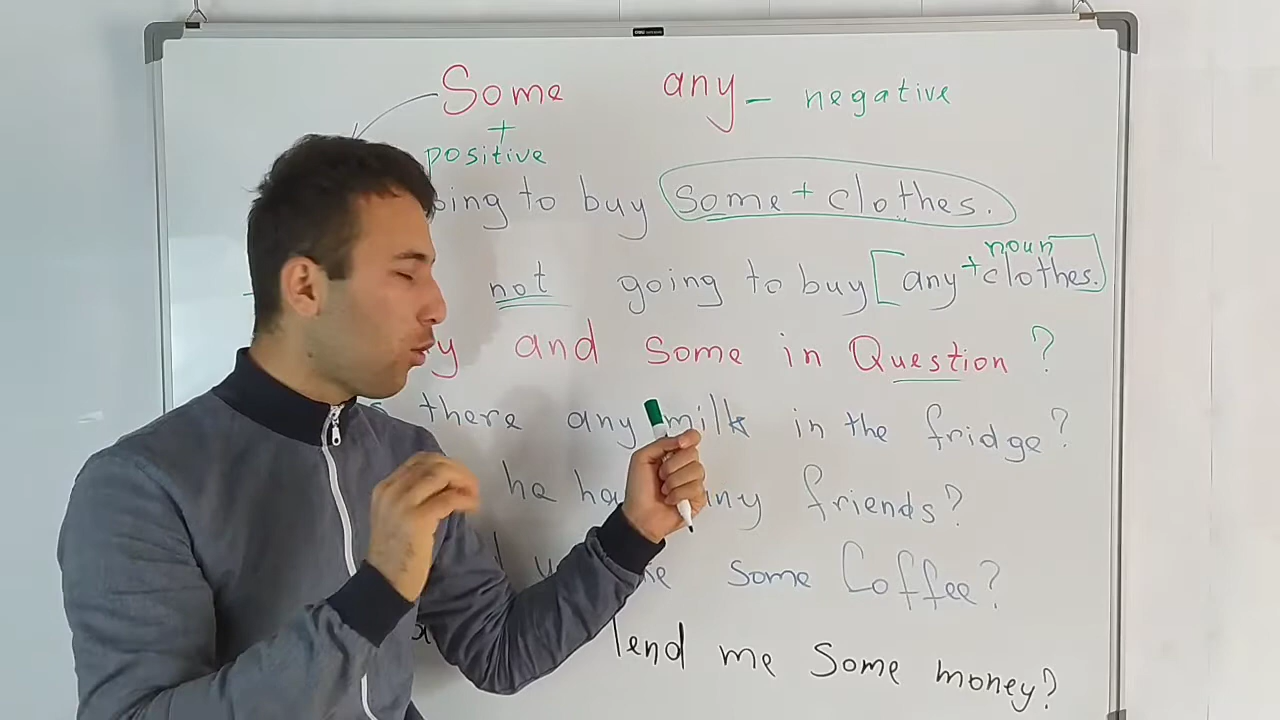 Some any - negative
+
positive
going to buy some + clothes.
noun
not going to buy [any + clothes.]
and some in Question ?
there any milk in the fridge?
he any friends?
some Coffee?
lend me some money?